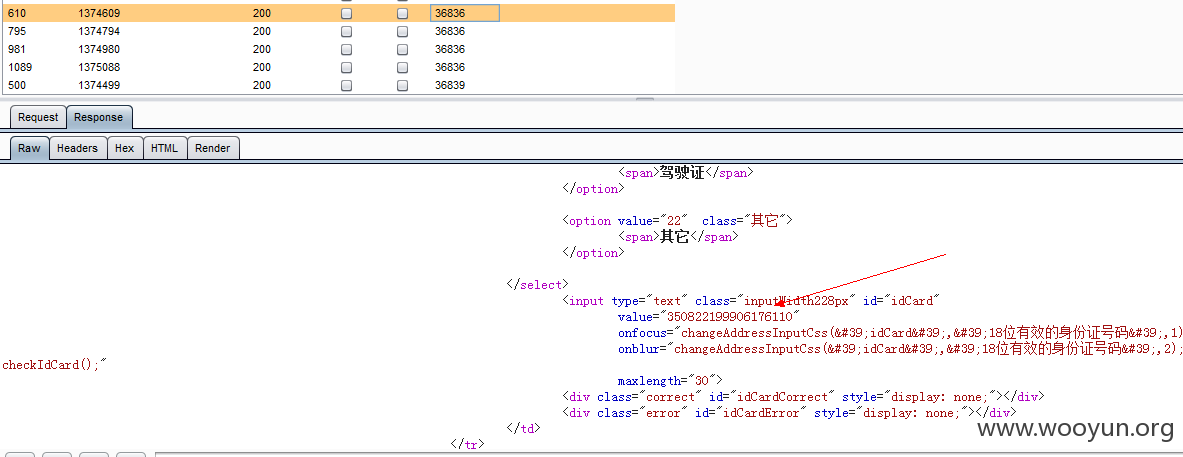 610 1374609 200 36836
795 1374794 200 36836
981 1374980 200 36836
1089 1375088 200 36836
500 1374499 200 36839
Request Response
Raw Headers Hex HTML Render
<span>驾驶证</span>
</option>
<option value="22" class="其它">
<span>其它</span>
</option>
</select>
<input type="text" class="inputWidth228px" id="idCard"
value="350822199906176110"
onfocus="changeAddressInputCss(&#39;idCard&#39;,&#39;18位有效的身份证号码&#39;,1)
onblur="changeAddressInputCss(&#39;idCard&#39;,&#39;18位有效的身份证号码&#39;,2);
checkIdCard();"
maxlength="30">
<div class="correct" id="idCardCorrect" style="display: none;"></div>
<div class="error" id="idCardError" style="display: none;"></div>
</td>
</tr>
www.wooyun.org